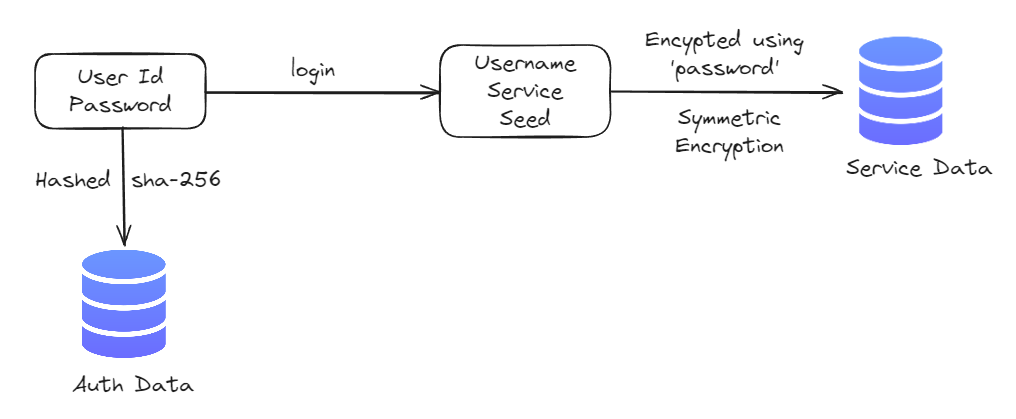 User Id
Password
login
Username
Service
Seed
Encypted using
'password'
Symmetric
Encryption
Service Data
Hashed
sha-256
Auth Data